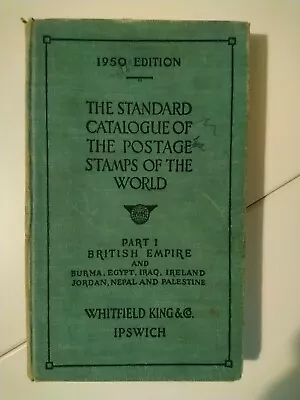 1950 EDITION
THE STANDARD
CATALOGUE OF
THE POSTAGE
STAMPS OF THE
WORLD
PART 1
BRITISH EMPIRE
AND
BURMA, EGYPT, IRAQ, IRELAND
JORDAN, NEPAL AND PALESTINE
WHITFIELD KING & CO.
IPSWICH